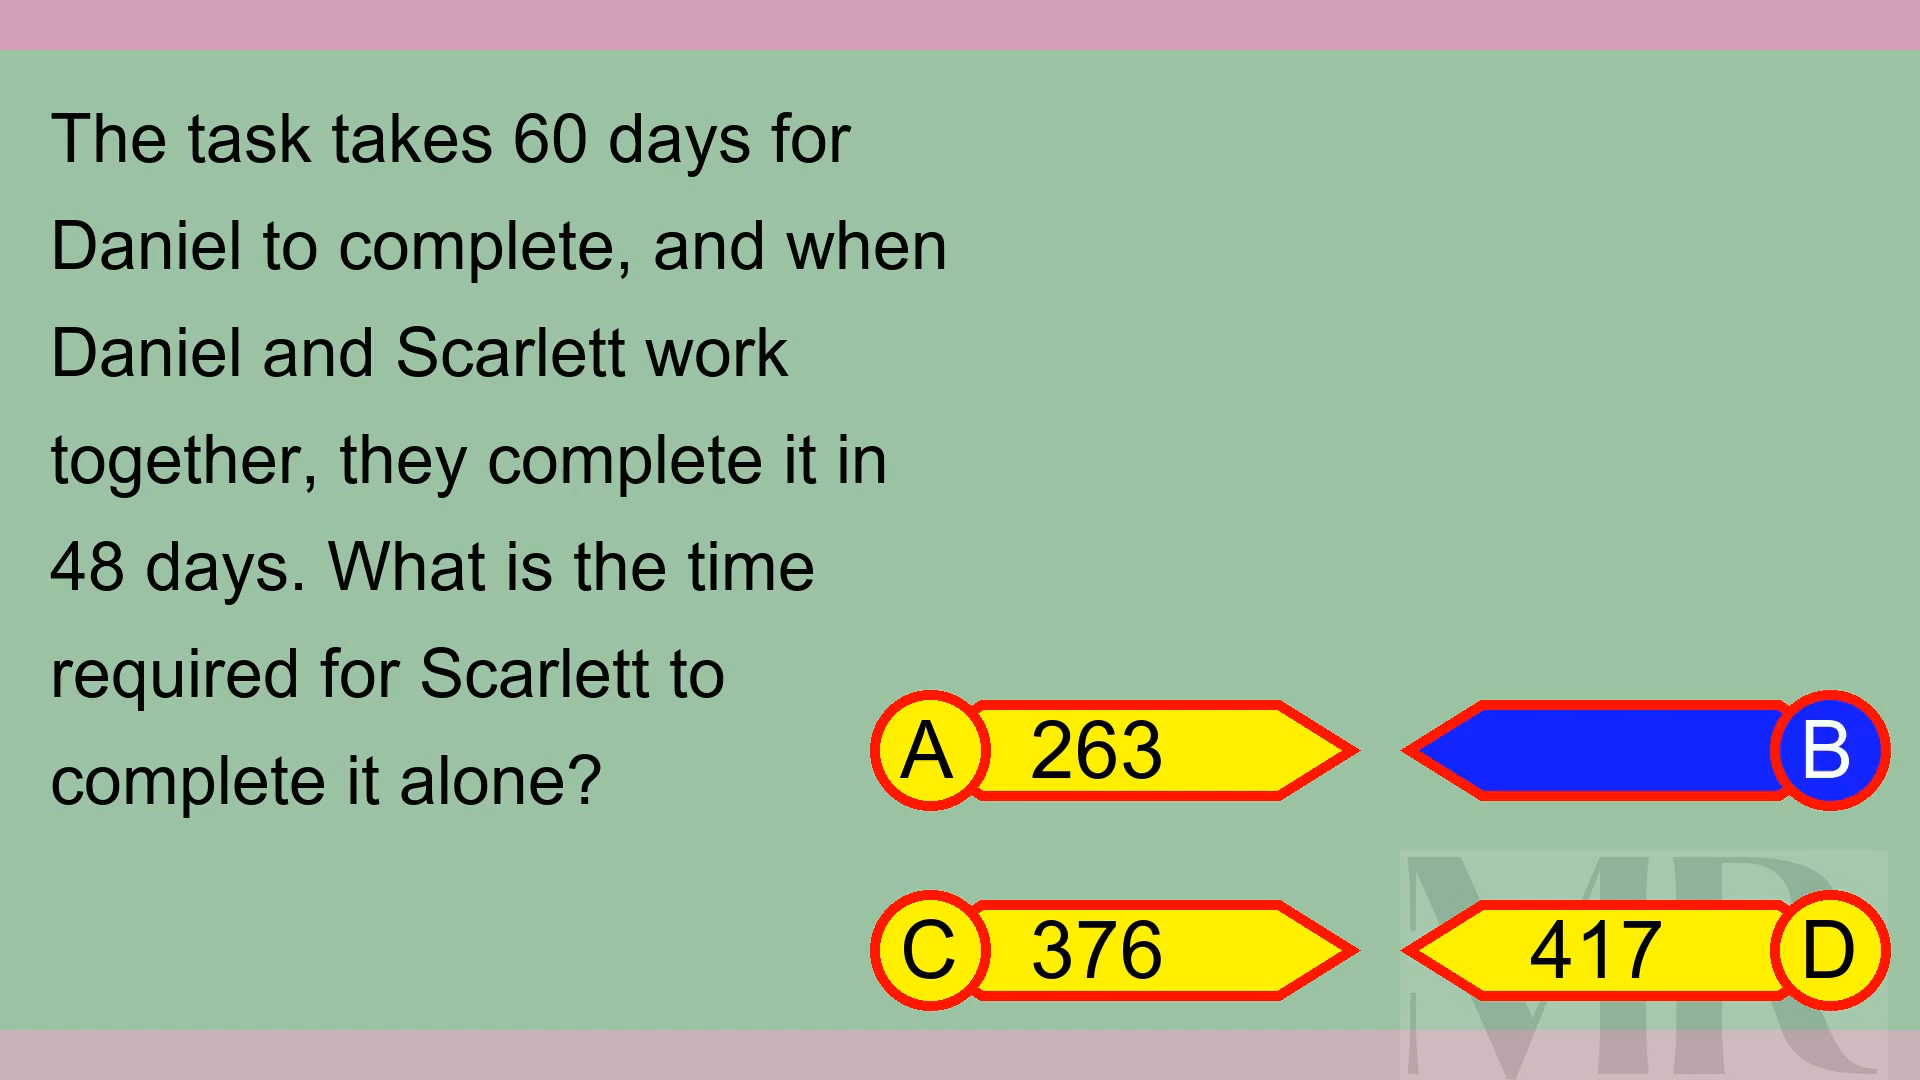 The task takes 60 days for
Daniel to complete, and when
Daniel and Scarlett work
together, they complete it in
48 days. What is the time
required for Scarlett to
complete it alone?
A 263
B
C 376
417 D
MR